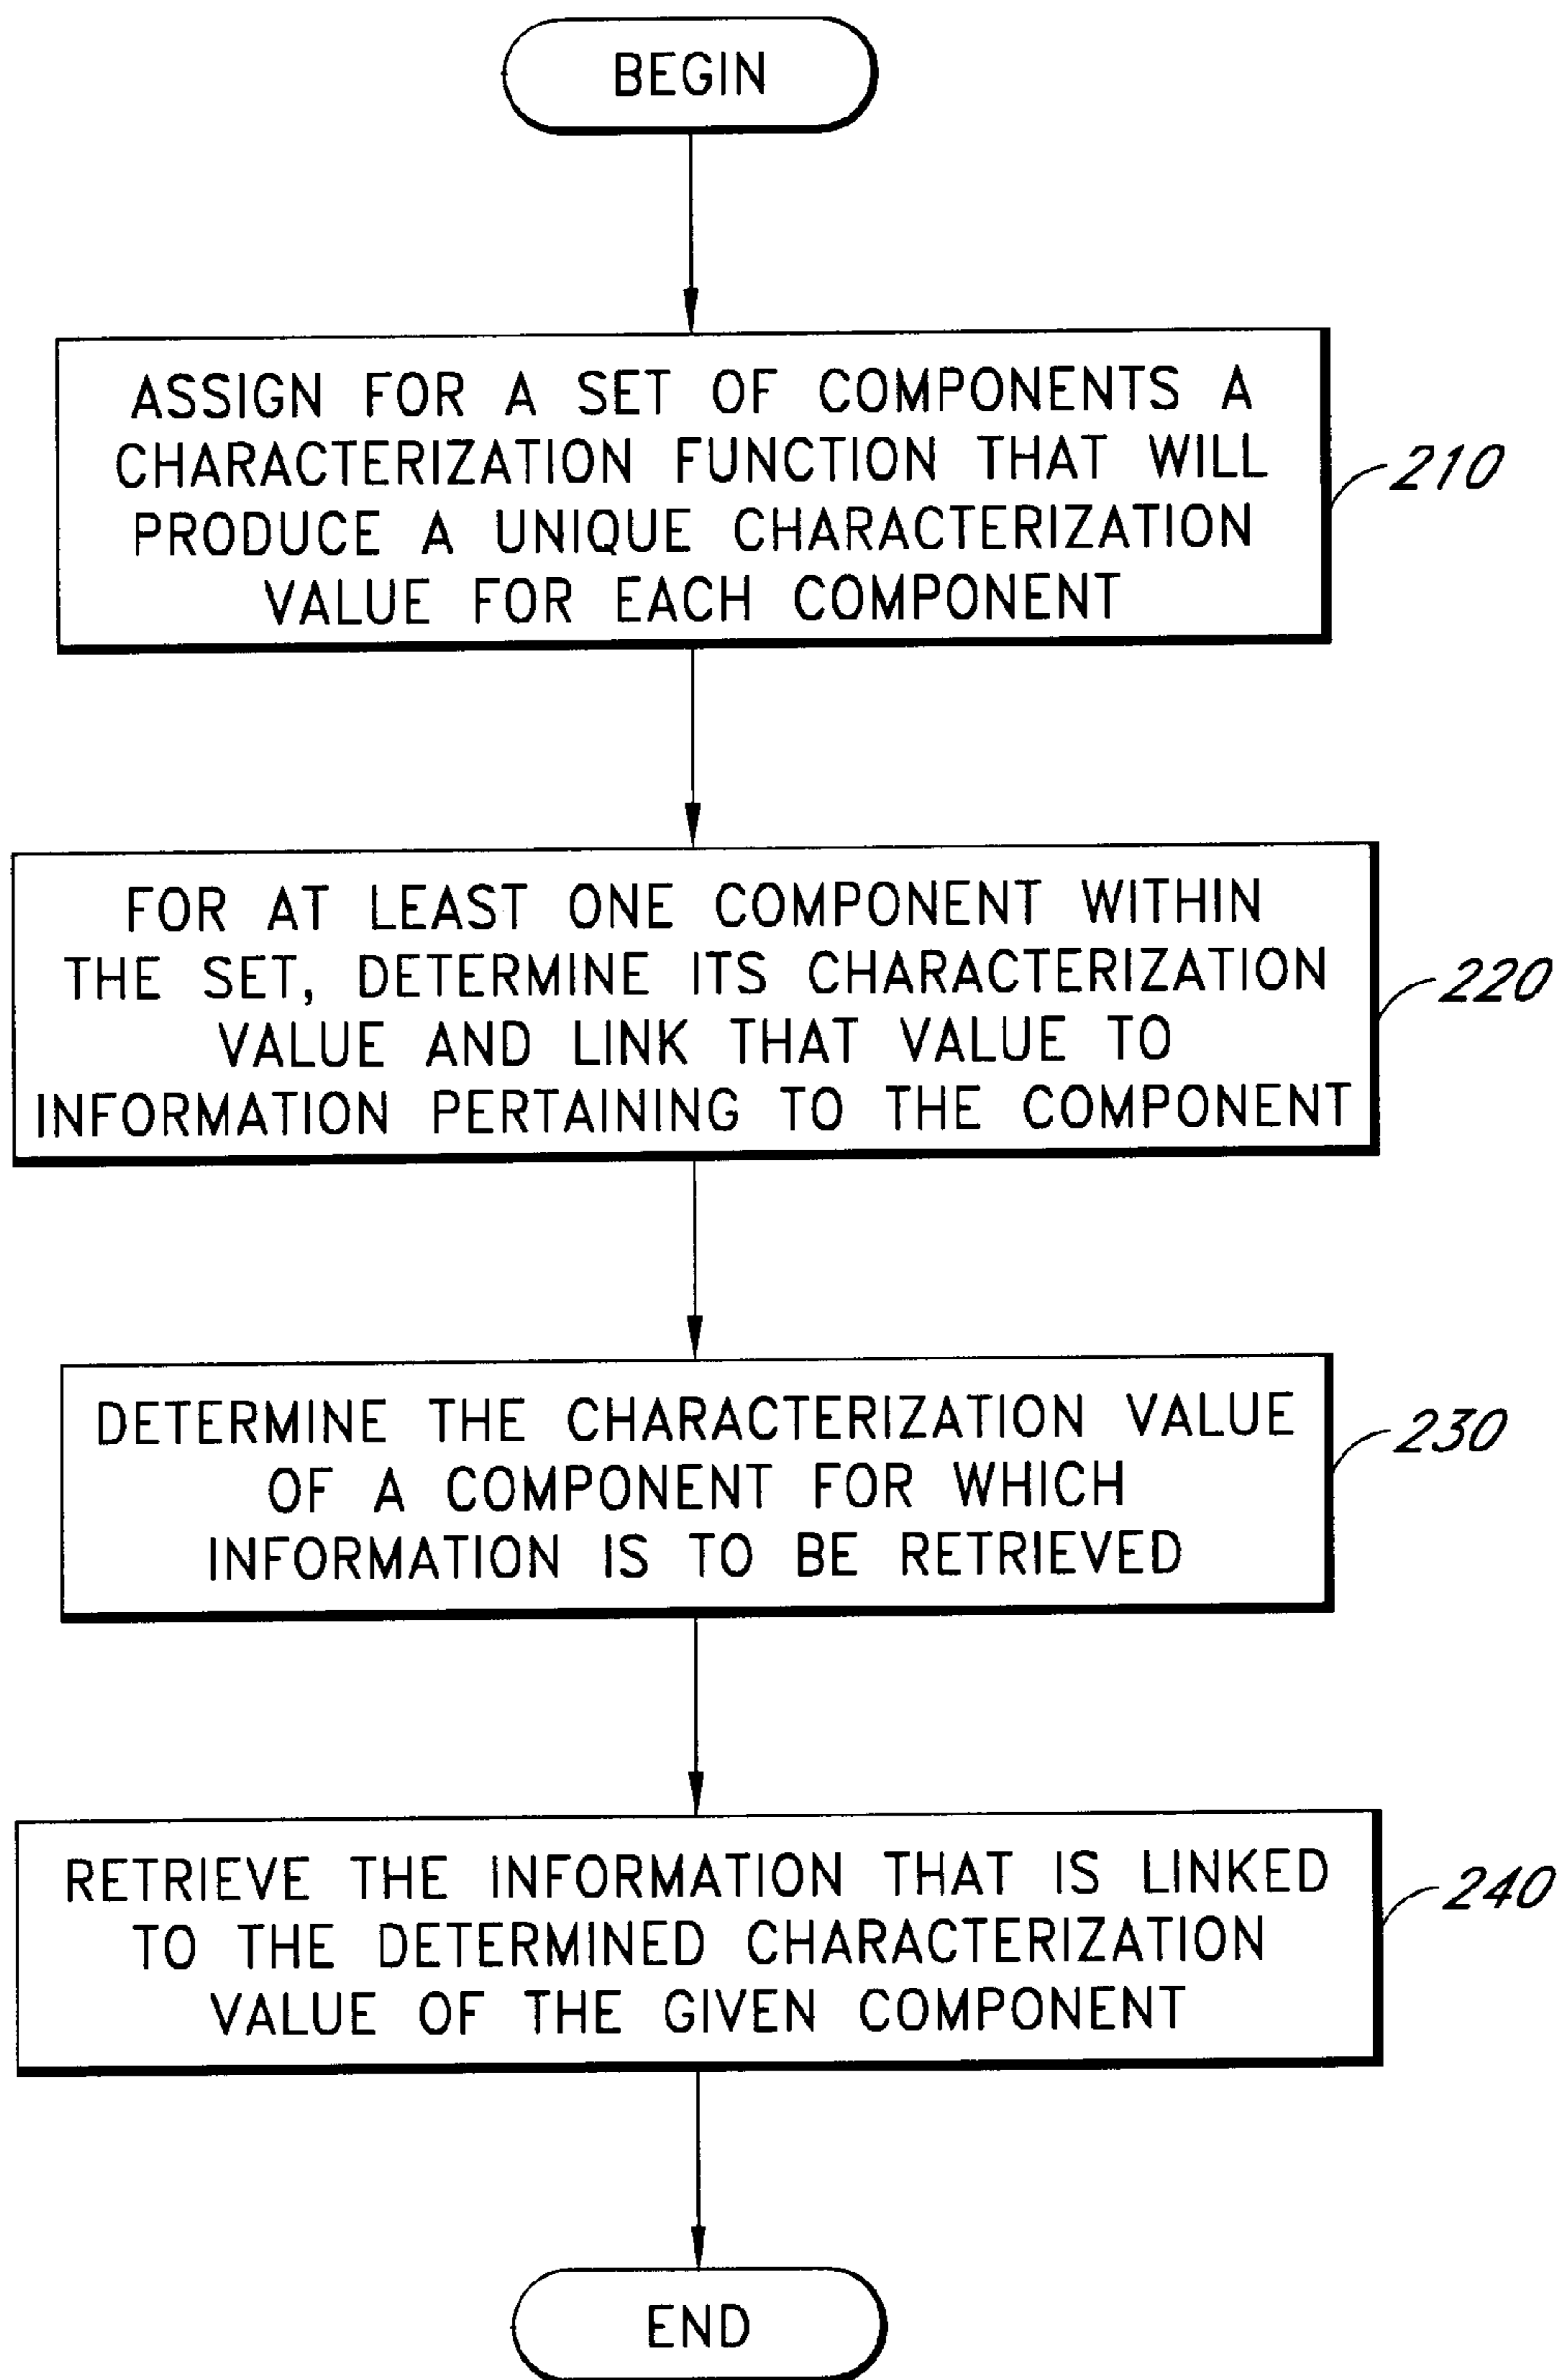 BEGIN
ASSIGN FOR A SET OF COMPONENTS A
CHARACTERIZATION FUNCTION THAT WILL
PRODUCE A UNIQUE CHARACTERIZATION
VALUE FOR EACH COMPONENT
210
FOR AT LEAST ONE COMPONENT WITHIN
THE SET, DETERMINE ITS CHARACTERIZATION
VALUE AND LINK THAT VALUE TO
INFORMATION PERTAINING TO THE COMPONENT
220
DETERMINE THE CHARACTERIZATION VALUE
OF A COMPONENT FOR WHICH
INFORMATION IS TO BE RETRIEVED
230
RETRIEVE THE INFORMATION THAT IS LINKED
TO THE DETERMINED CHARACTERIZATION
VALUE OF THE GIVEN COMPONENT
240
END